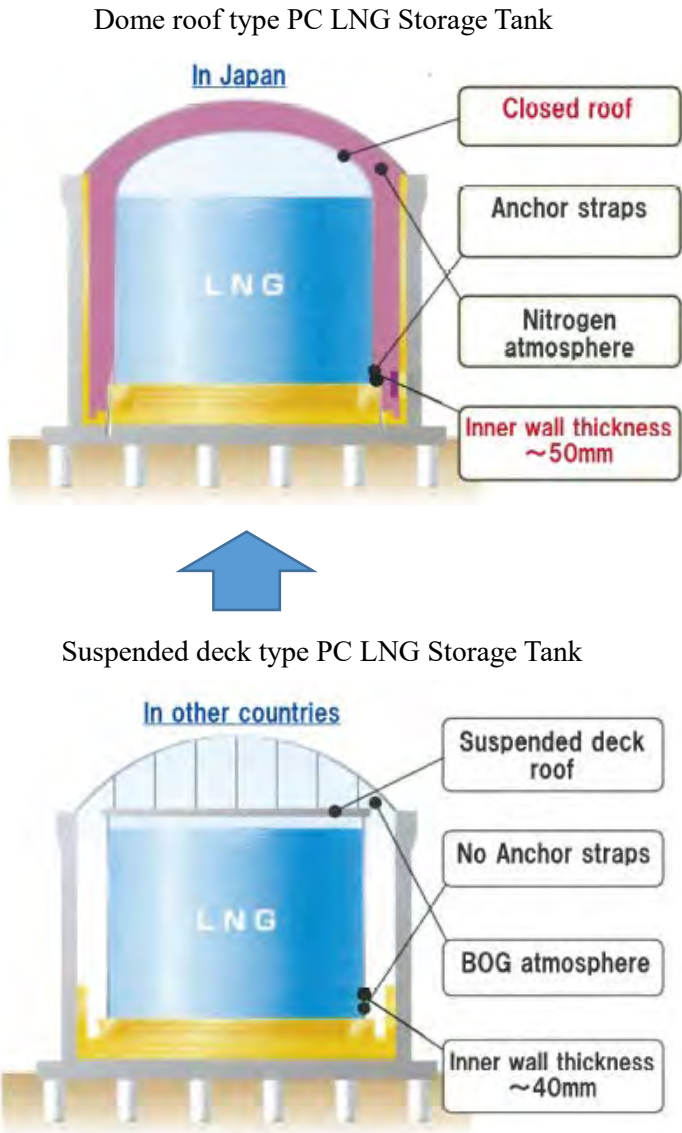 Dome roof type PC LNG Storage Tank
In Japan
Closed roof
Anchor straps
LNG
Nitrogen
atmosphere
Inner wall thickness
～50mm
Suspended deck type PC LNG Storage Tank
In other countries
Suspended deck
roof
No Anchor straps
LNG
BOG atmosphere
Inner wall thickness
～40mm